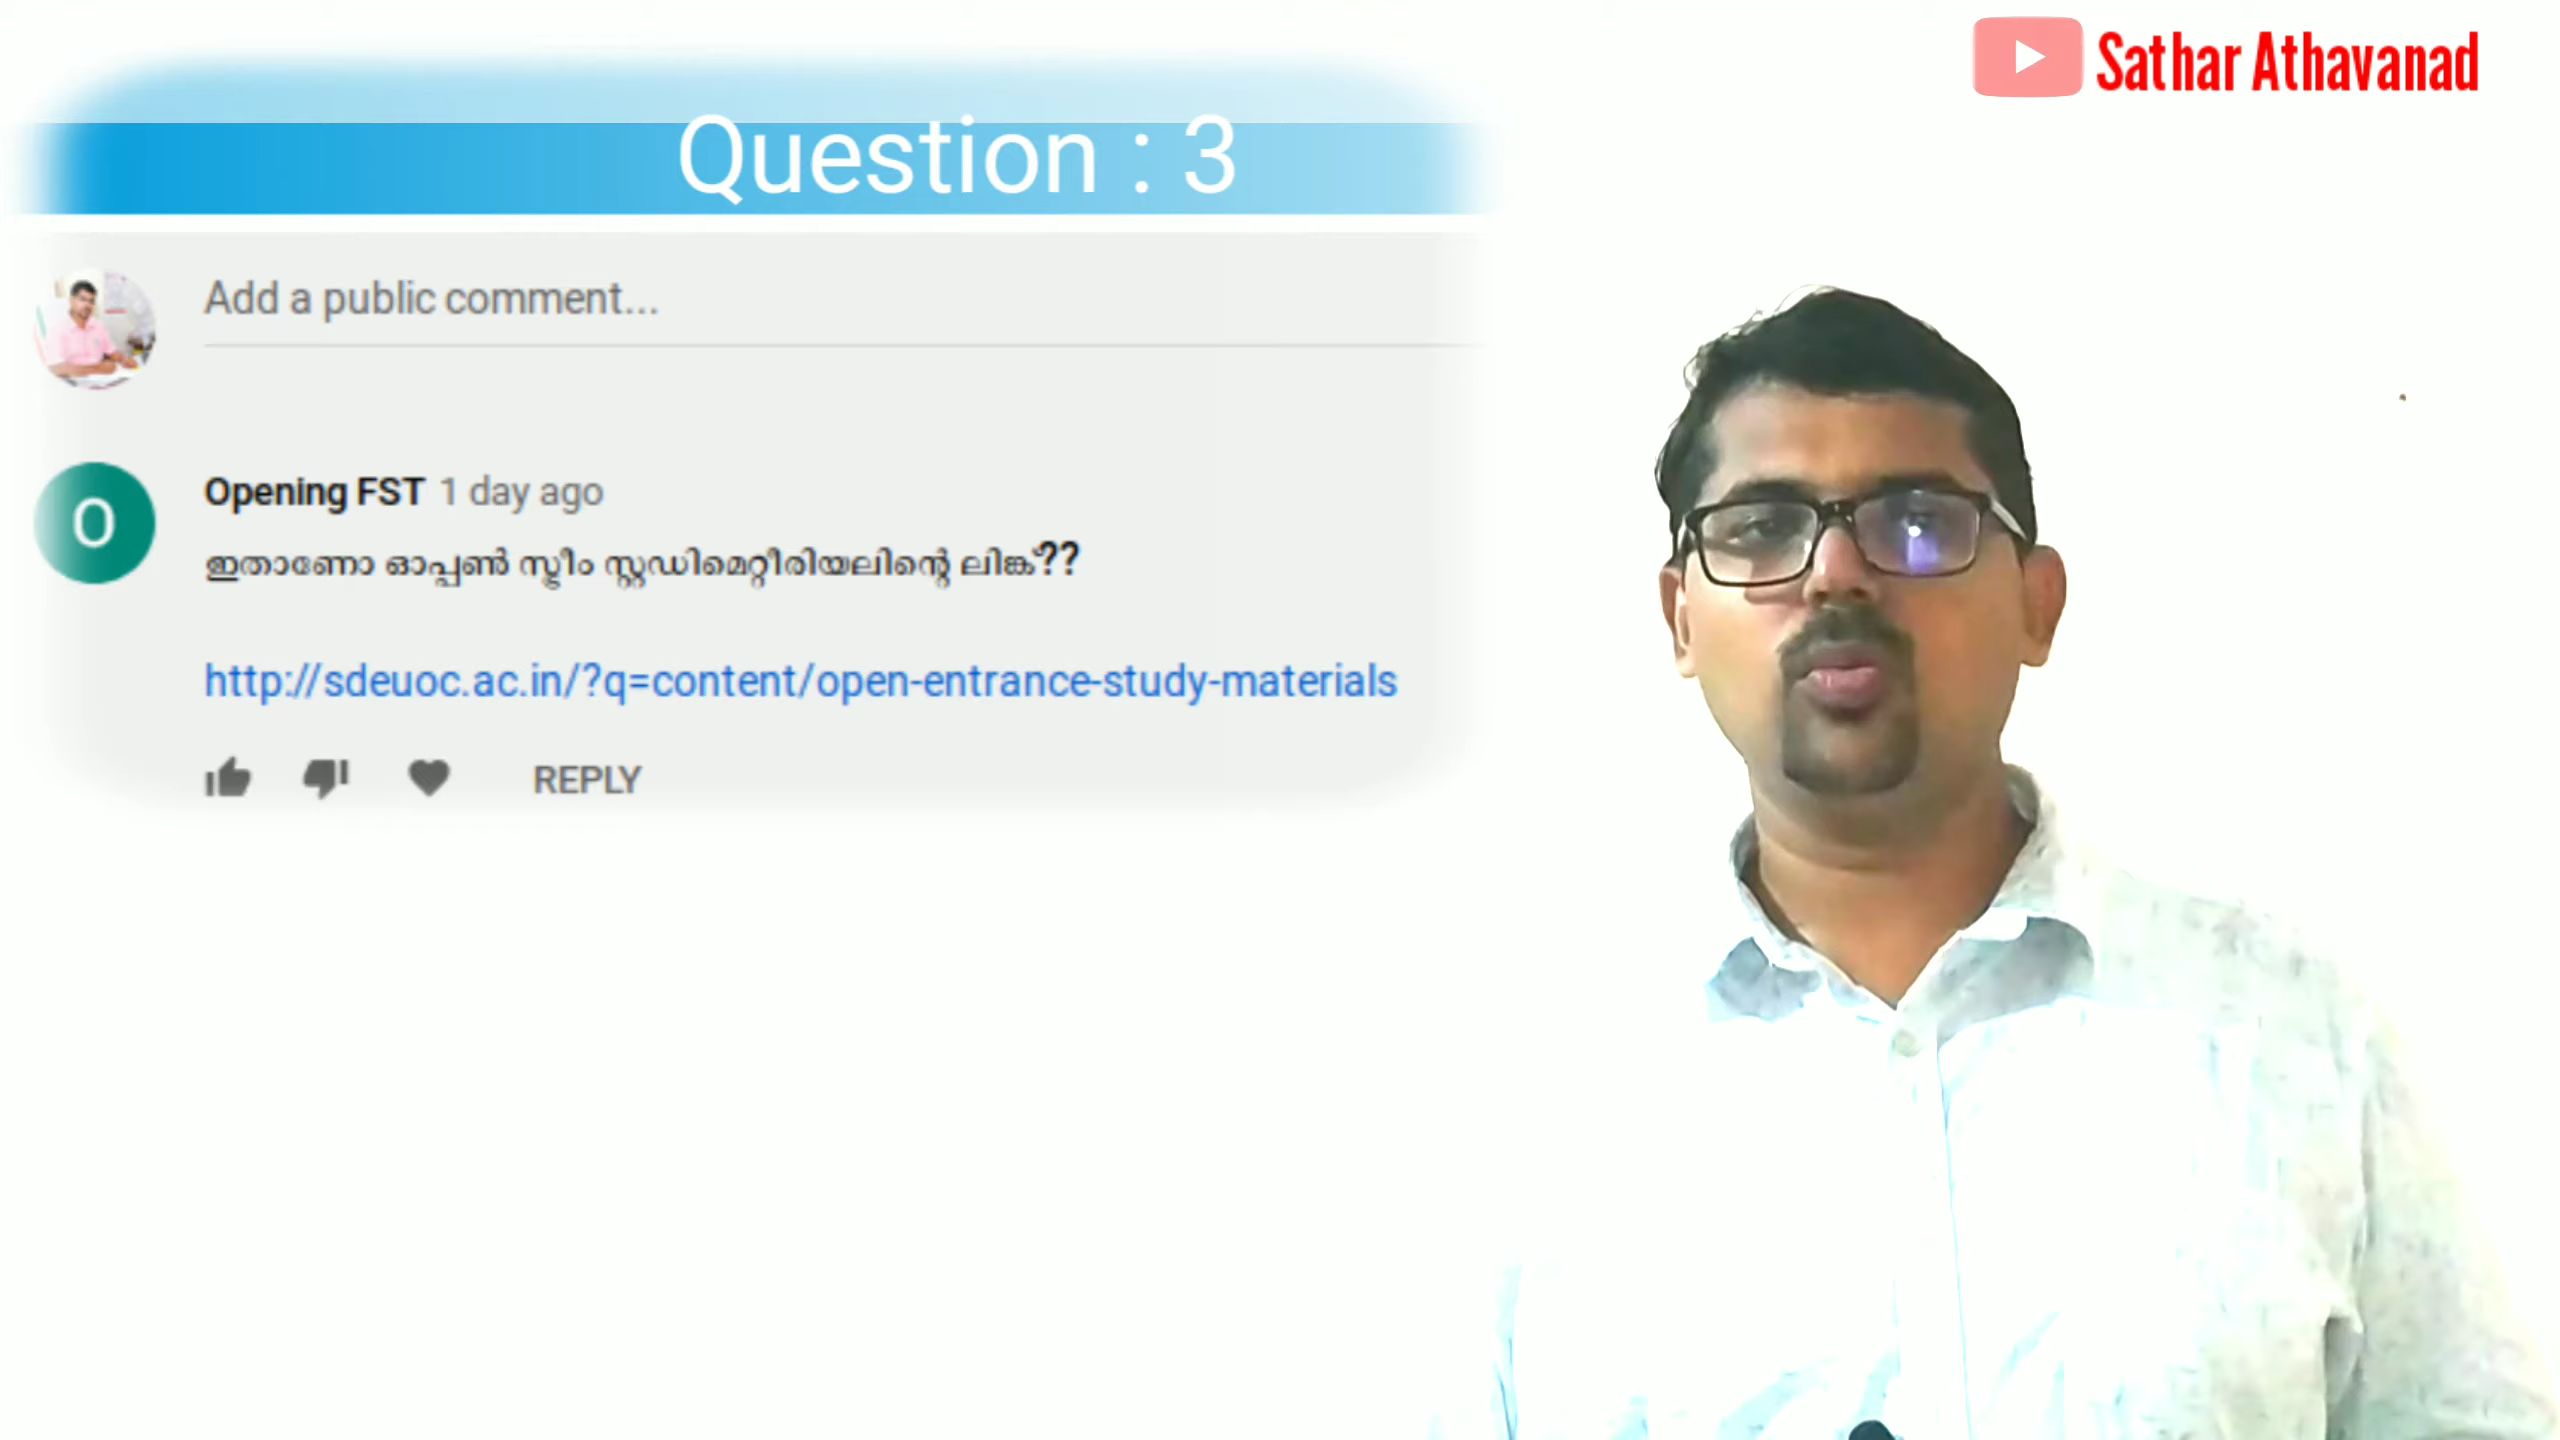 Sathar Athavanad
Question : 3
Add a public comment...
O
Opening FST 1 day ago
ഇതാണോ ഓപ്പൺ സ്ട്രീം സ്റ്റഡിമെറ്റീരിയലിന്റെ ലിങ്ക്??
http://sdeuoc.ac.in/?q=content/open-entrance-study-materials
REPLY